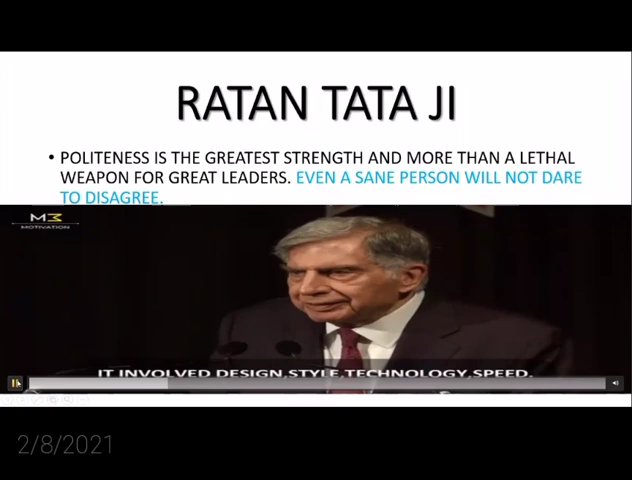 RATAN TATA JI
• POLITENESS IS THE GREATEST STRENGTH AND MORE THAN A LETHAL
WEAPON FOR GREAT LEADERS. EVEN A SANE PERSON WILL NOT DARE
TO DISAGREE.
M3
MOTIVATION
IT INVOLVED DESIGN,STYLE,TECHNOLOGY,SPEED.
2/8/2021